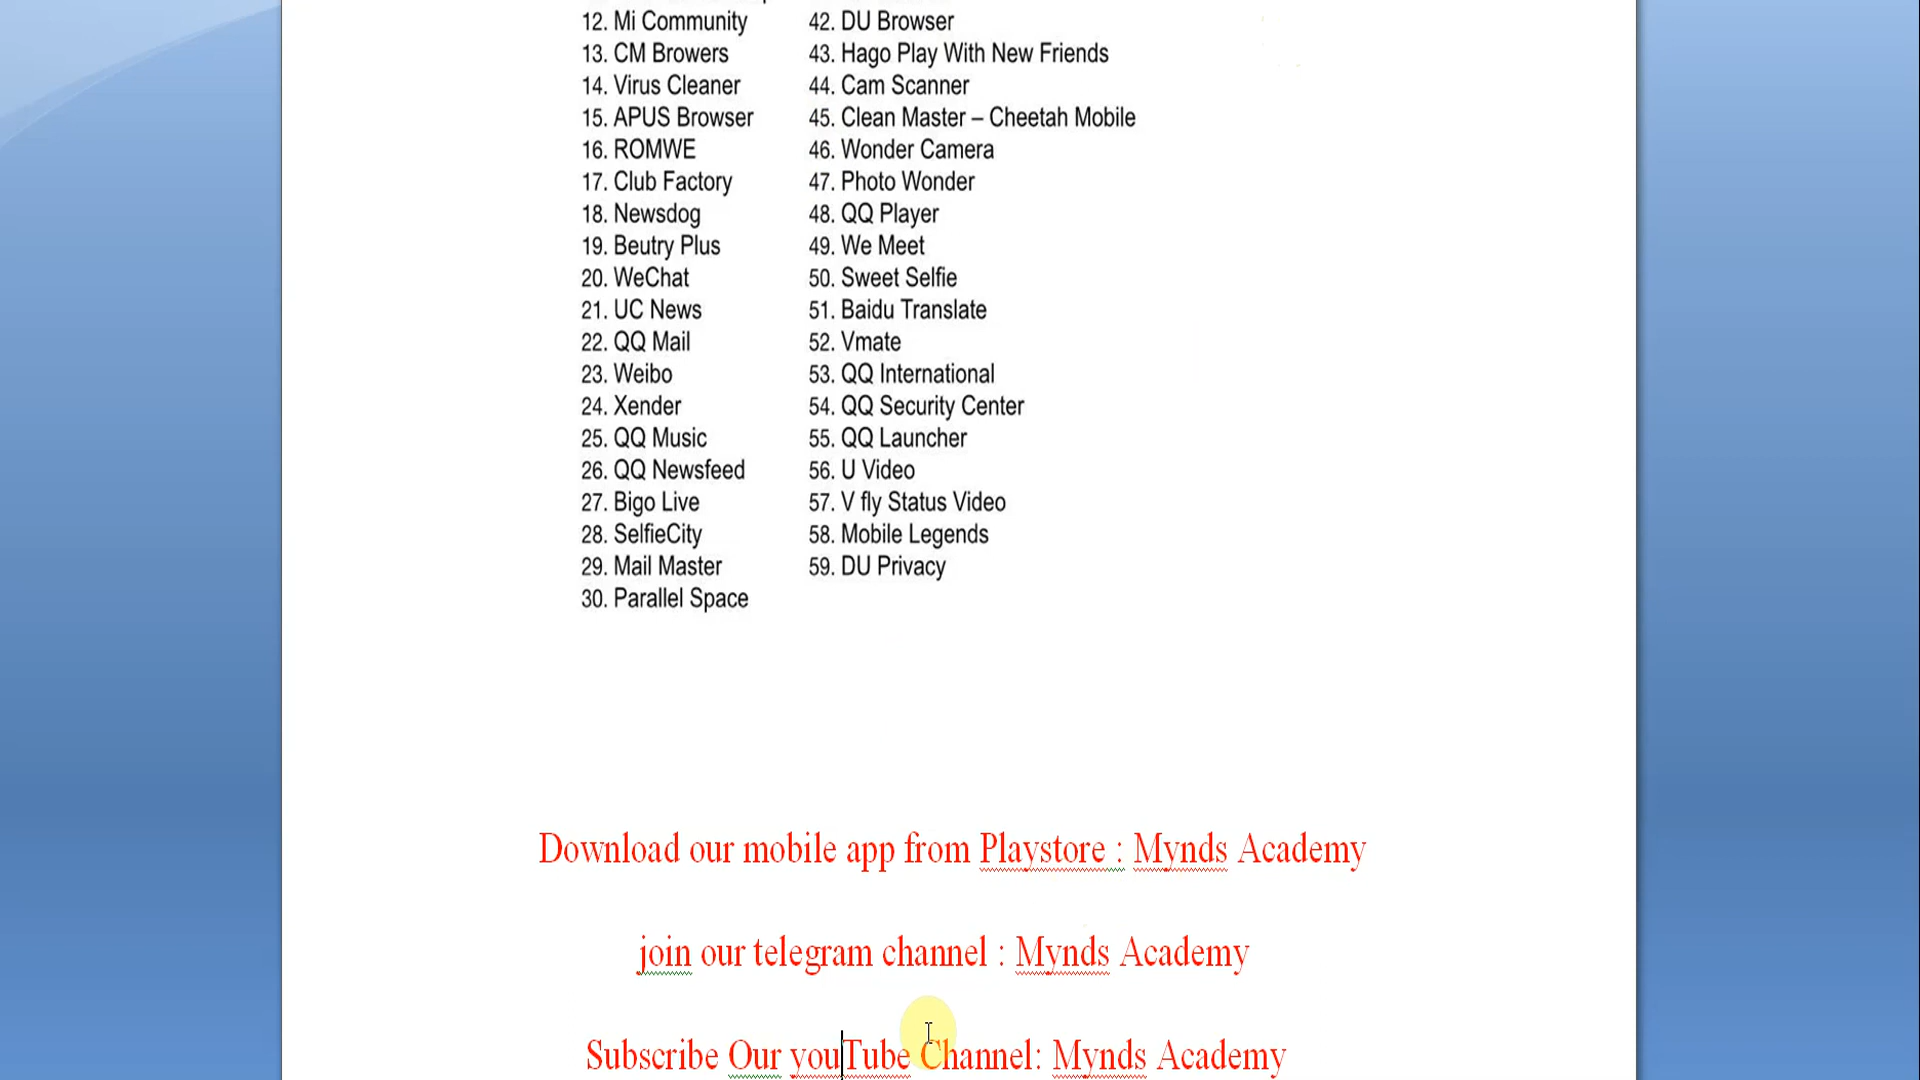 12. Mi Community
13. CM Browers
14. Virus Cleaner
15. APUS Browser
16. ROMWE
17. Club Factory
18. Newsdog
19. Beutry Plus
20. WeChat
21. UC News
22. QQ Mail
23. Weibo
24. Xender
25. QQ Music
26. QQ Newsfeed
27. Bigo Live
28. SelfieCity
29. Mail Master
30. Parallel Space
42. DU Browser
43. Hago Play With New Friends
44. Cam Scanner
45. Clean Master – Cheetah Mobile
46. Wonder Camera
47. Photo Wonder
48. QQ Player
49. We Meet
50. Sweet Selfie
51. Baidu Translate
52. Vmate
53. QQ International
54. QQ Security Center
55. QQ Launcher
56. U Video
57. V fly Status Video
58. Mobile Legends
59. DU Privacy
Download our mobile app from Playstore : Mynds Academy
join our telegram channel : Mynds Academy
Subscribe Our youTube Channel: Mynds Academy